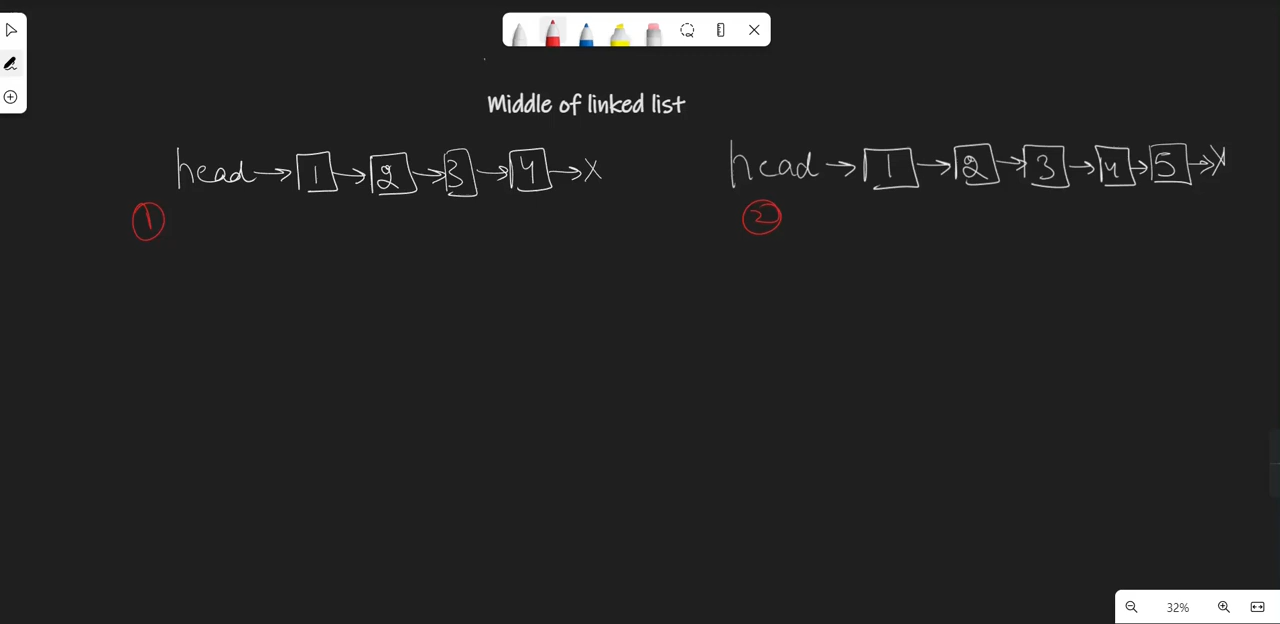 Middle of linked list
head → 1 → 2 → 3 → 4 → X
head → 1 → 2 → 3 → 4 → 5 → X
1
2
32%